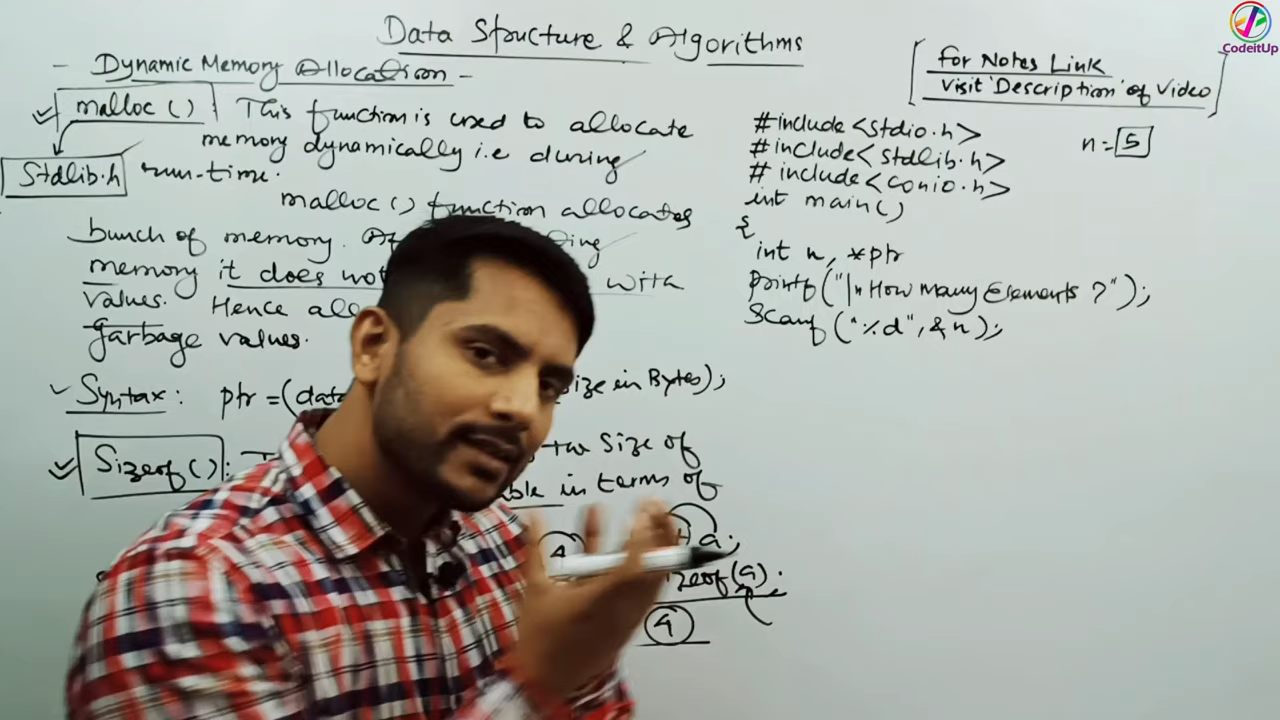 Data Structure & Algorithms
- Dynamic Memory Allocation -
malloc () This function is used to allocate
memory dynamically i.e during
Stdlib.h run-time.
malloc () function allocates
bunch of memory.
memory it does not with
values. Hence
garbage values.
Syntax : ptr = ( size in Bytes);
Sizeof () : Size of
in terms of
4 a;
sizeof(a);
4
For Notes Link
Visit 'Description' of Video
n = 5
#include <stdio.h>
#include <stdlib.h>
#include <conio.h>
int main()
{
int n, *ptr
printf ("\n How Many Elements ?");
Scanf ("%d", &n);
CodeitUp